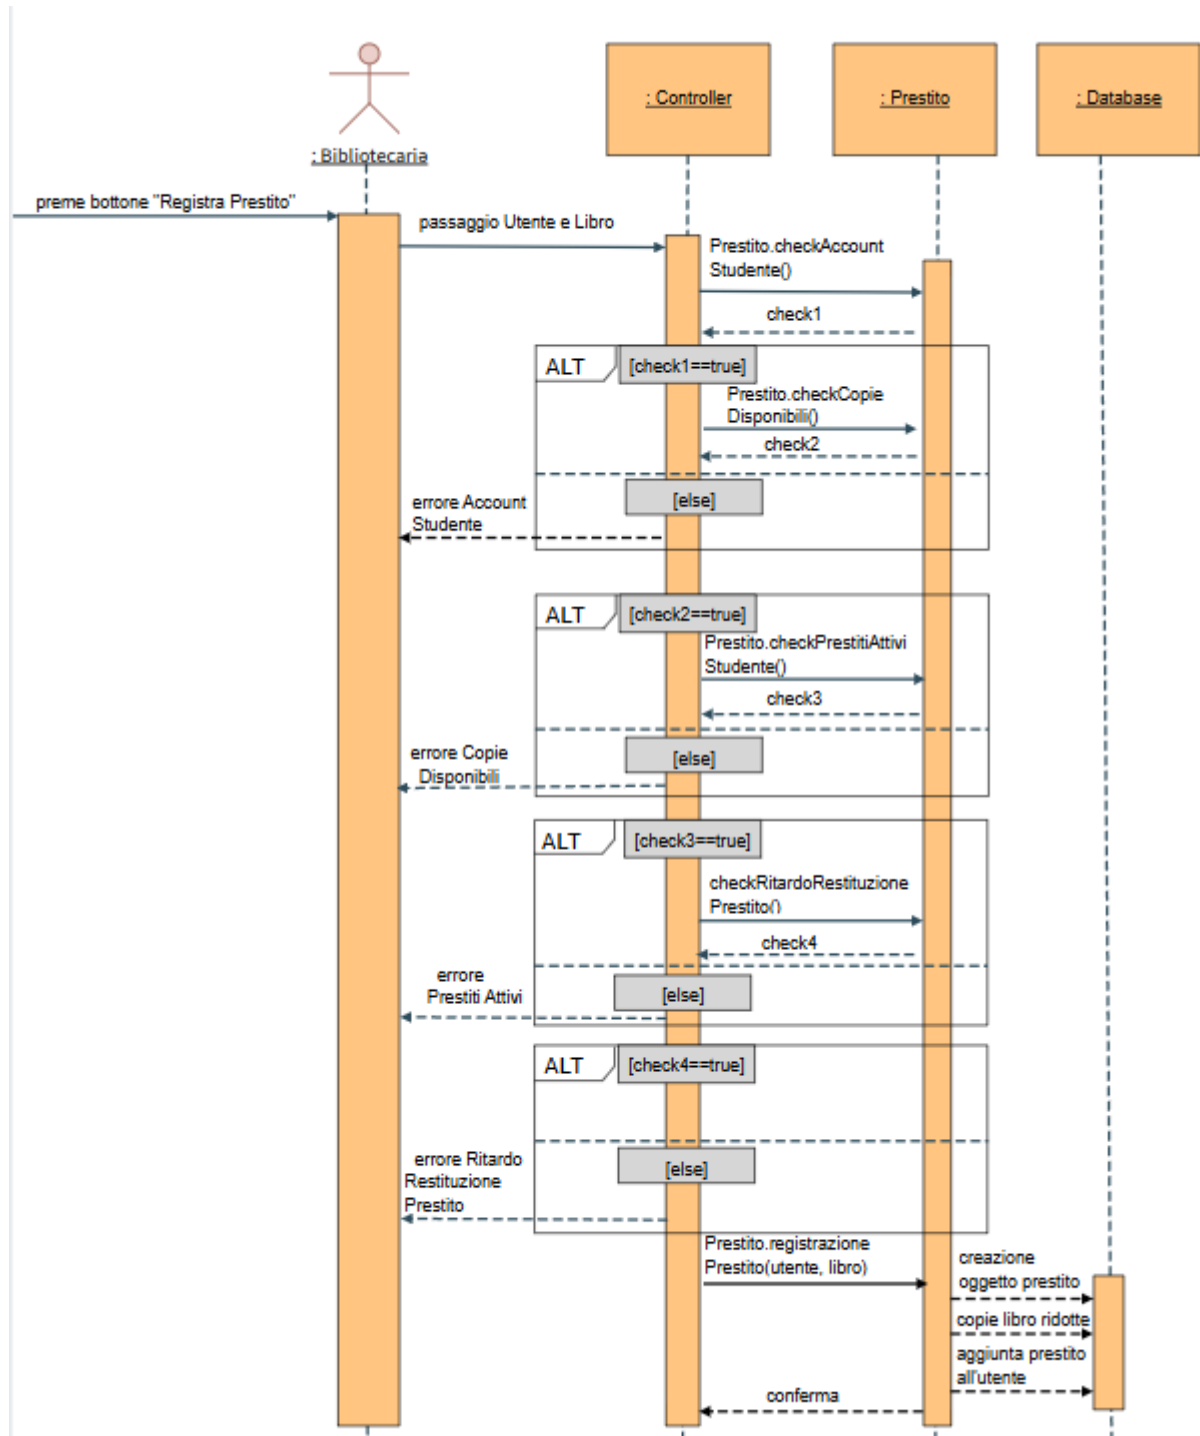 : Bibliotecaria
: Controller
: Prestito
: Database
preme bottone "Registra Prestito"
passaggio Utente e Libro
Prestito.checkAccount
Studente()
check1
ALT
[check1==true]
Prestito.checkCopie
Disponibili()
check2
[else]
errore Account
Studente
ALT
[check2==true]
Prestito.checkPrestitiAttivi
Studente()
check3
[else]
errore Copie
Disponibili
ALT
[check3==true]
checkRitardoRestituzione
Prestito()
check4
[else]
errore
Prestiti Attivi
ALT
[check4==true]
[else]
errore Ritardo
Restituzione
Prestito
Prestito.registrazione
Prestito(utente, libro)
creazione
oggetto prestito
copie libro ridotte
aggiunta prestito
all'utente
conferma